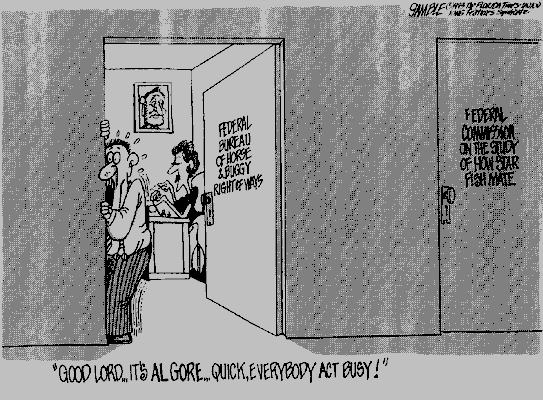 GAMPLE
FEDERAL
BUREAU
OF HORSE
& BUGGY
RIGHT OF WAYS
FEDERAL
COMMISSION
ON THE STUDY
OF HOW STAR
FISH MATE.
"GOOD LORD... IT'S AL GORE... QUICK, EVERYBODY ACT BUSY!"